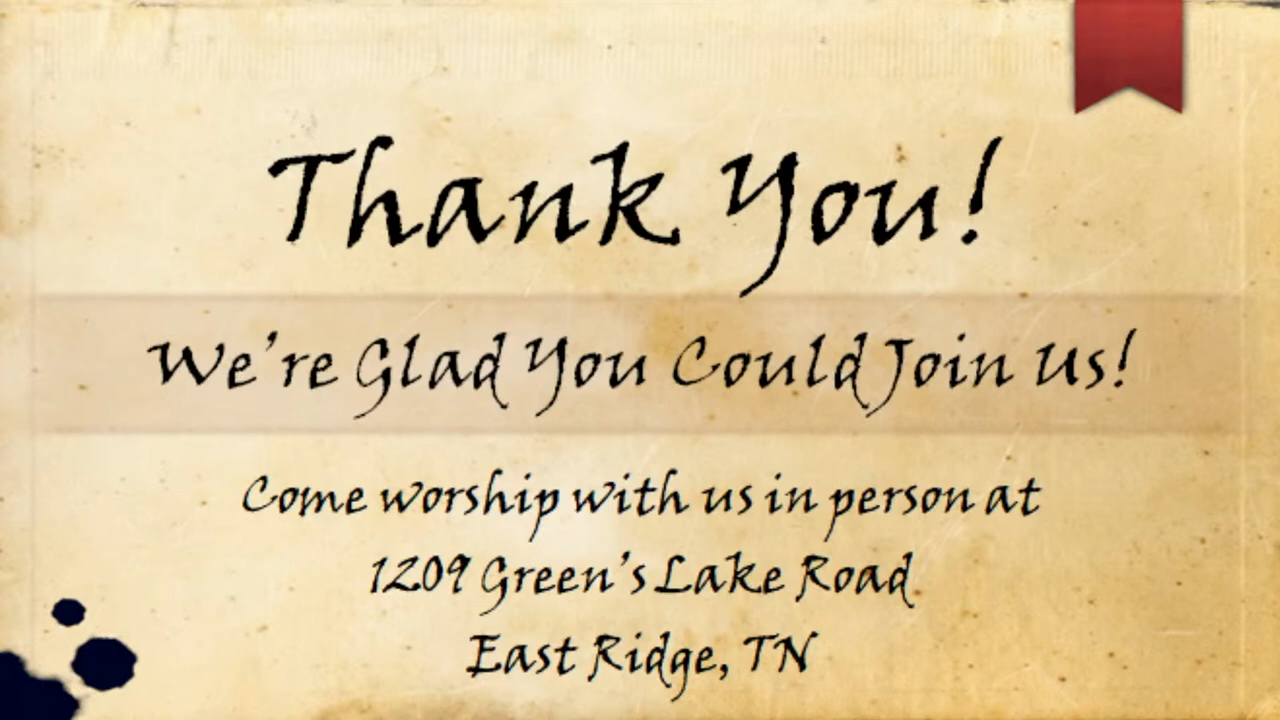 Thank You!
We're Glad You Could Join Us!
Come worship with us in person at
1209 Green's Lake Road
East Ridge, TN